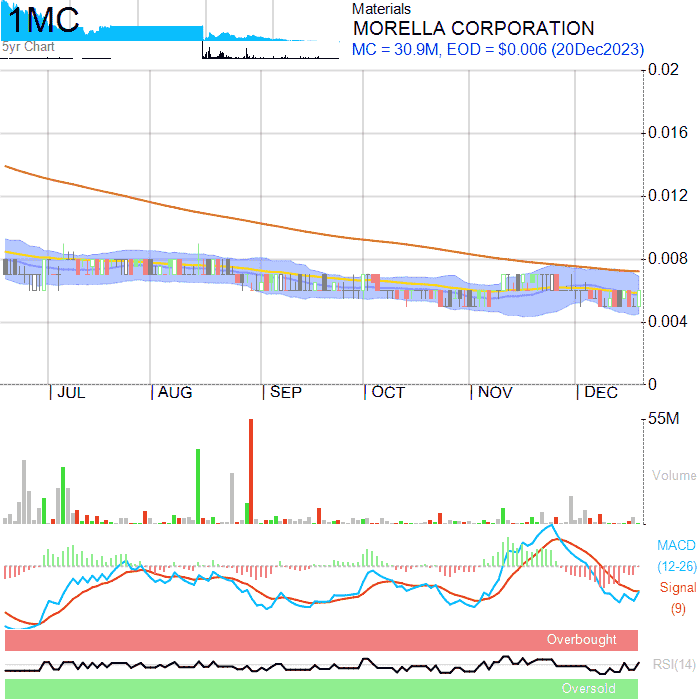 1MC
5yr Chart
Materials
MORELLA CORPORATION
MC = 30.9M, EOD = $0.006 (20Dec2023)
0.02
0.016
0.012
0.008
0.004
0
JUL AUG SEP OCT NOV DEC
55M
Volume
MACD
(12-26)
Signal
(9)
Overbought
RSI(14)
Oversold